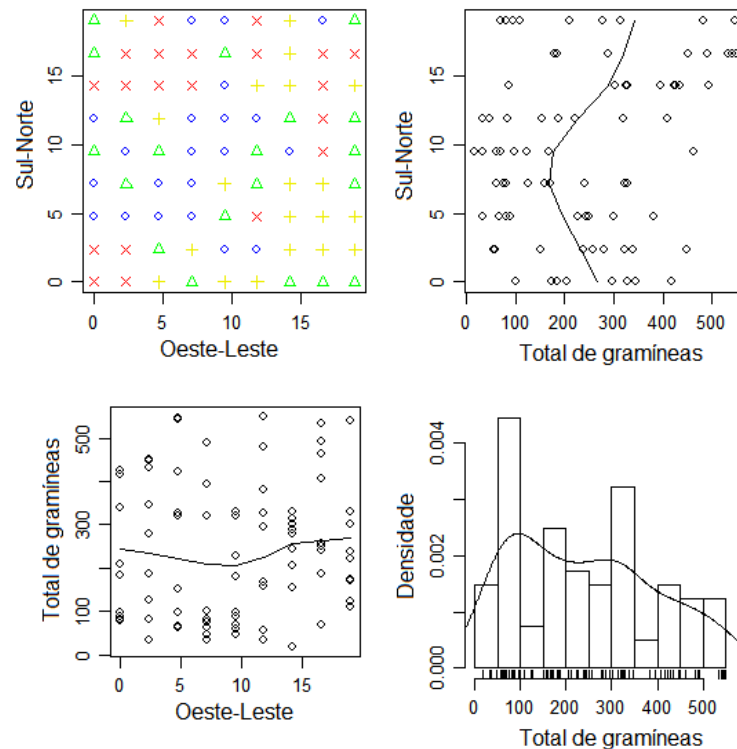 Sul-Norte
0 5 10 15
0 5 10 15
Oeste-Leste
Sul-Norte
0 5 10 15
0 100 200 300 400 500
Total de gramíneas
Total de gramíneas
0 100 300 500
0 5 10 15
Oeste-Leste
Densidade
0.000 0.002 0.004
0 100 200 300 400 500
Total de gramíneas